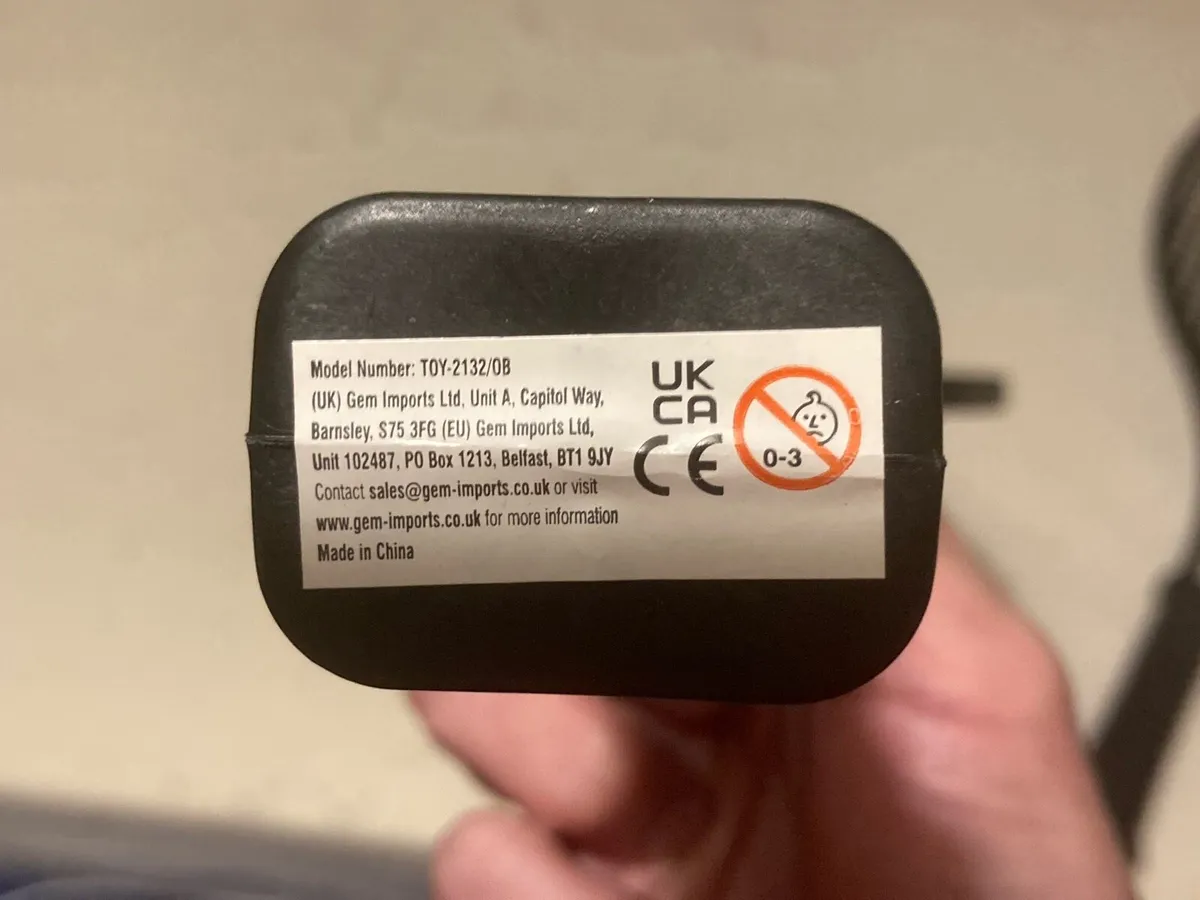 Model Number: TOY-2132/OB
(UK) Gem Imports Ltd, Unit A, Capitol Way,
Barnsley, S75 3FG (EU) Gem Imports Ltd,
Unit 102487, PO Box 1213, Belfast, BT1 9JY
Contact sales@gem-imports.co.uk or visit
www.gem-imports.co.uk for more information
Made in China
UK
CA
CE
0-3